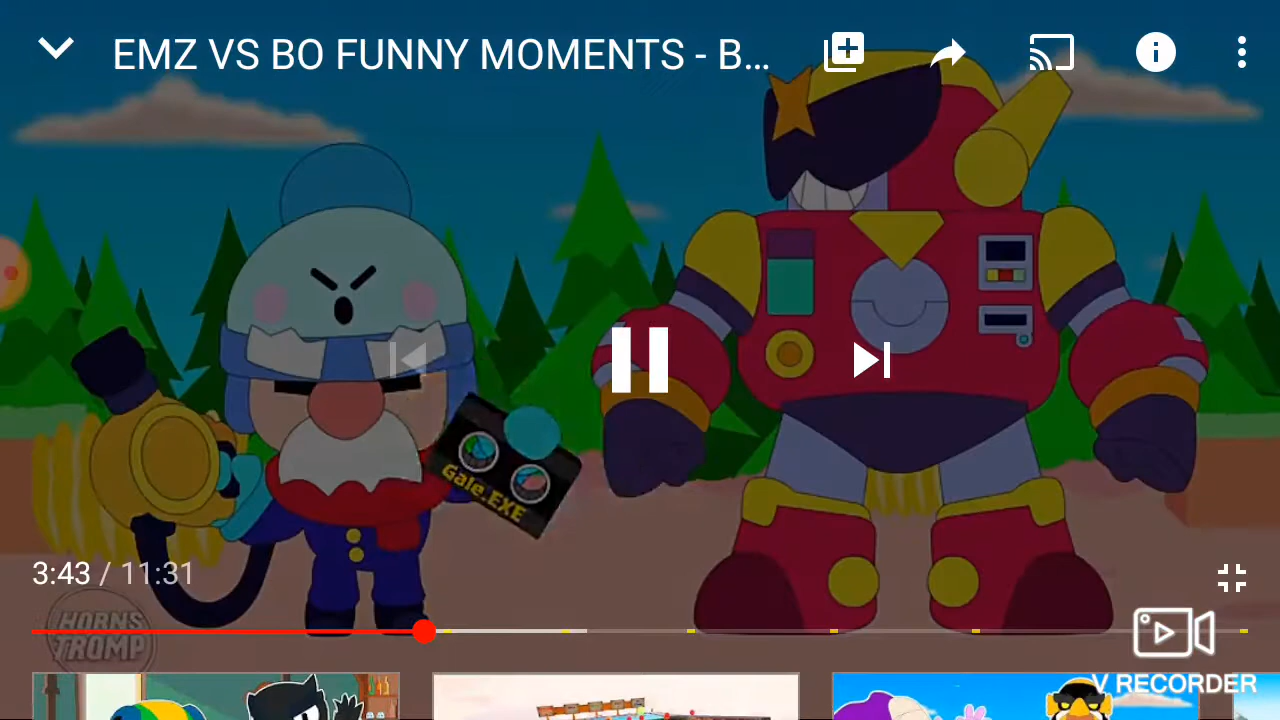 EMZ VS BO FUNNY MOMENTS - B...
Gale.EXE
3:43 / 11:31
HORNS
TROMP
V RECORDER